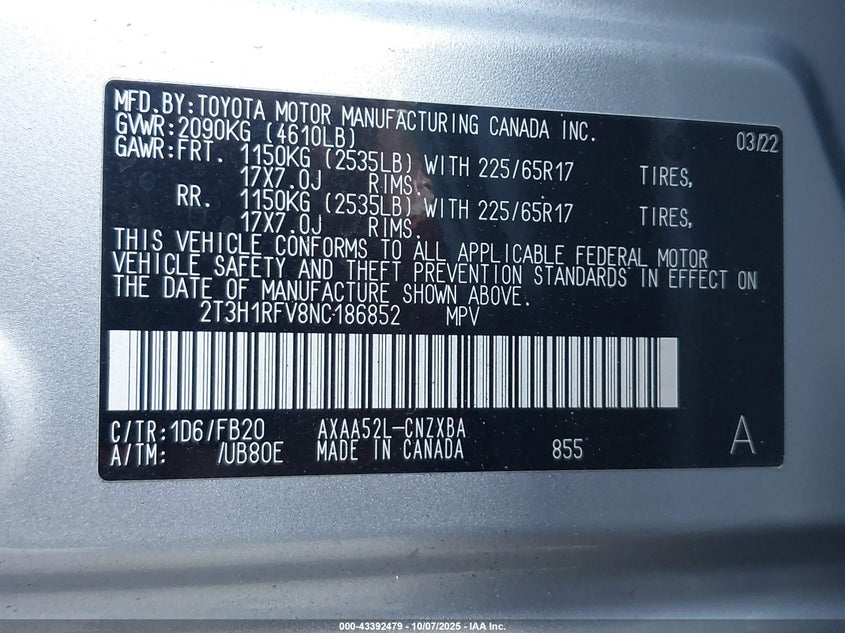 MFD.BY:TOYOTA MOTOR MANUFACTURING CANADA INC. 03/22
GVWR:2090KG (4610LB)
GAWR:FRT. 1150KG (2535LB) WITH 225/65R17 TIRES,
17X7.0J RIMS.
RR. 1150KG (2535LB) WITH 225/65R17 TIRES,
17X7.0J RIMS.
THIS VEHICLE CONFORMS TO ALL APPLICABLE FEDERAL MOTOR
VEHICLE SAFETY AND THEFT PREVENTION STANDARDS IN EFFECT ON
THE DATE OF MANUFACTURE SHOWN ABOVE.
2T3H1RFV8NC186852 MPV
C/TR:1D6/FB20 AXAA52L-CNZXBA
A/TM: /UB80E MADE IN CANADA 855 A
000-43392479 - 10/07/2025 - IAA Inc.